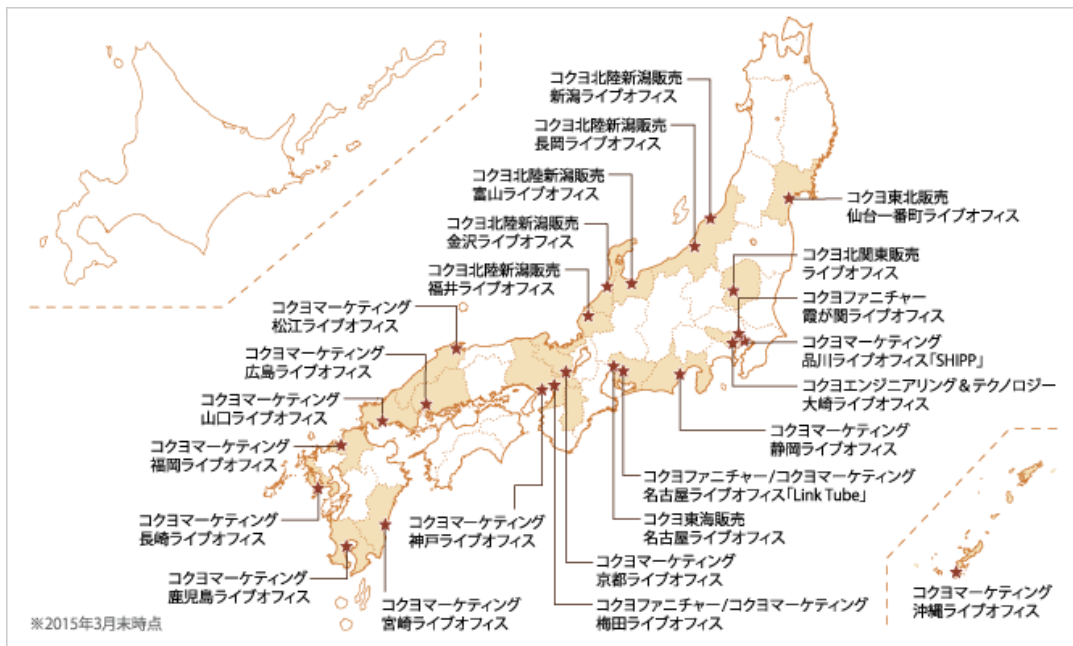 コクヨ北陸新潟販売
新潟ライブオフィス
コクヨ北陸新潟販売
長岡ライブオフィス
コクヨ北陸新潟販売
富山ライブオフィス
コクヨ北陸新潟販売
金沢ライブオフィス
コクヨ北陸新潟販売
福井ライブオフィス
コクヨマーケティング
松江ライブオフィス
コクヨマーケティング
広島ライブオフィス
コクヨマーケティング
山口ライブオフィス
コクヨマーケティング
福岡ライブオフィス
コクヨマーケティング
長崎ライブオフィス
コクヨマーケティング
鹿児島ライブオフィス
コクヨマーケティング
宮崎ライブオフィス
コクヨマーケティング
神戸ライブオフィス
コクヨ東北販売
仙台一番町ライブオフィス
コクヨ北関東販売
ライブオフィス
コクヨファニチャー
霞が関ライブオフィス
コクヨマーケティング
品川ライブオフィス「SHIPP」
コクヨエンジニアリング&テクノロジー
大崎ライブオフィス
コクヨマーケティング
静岡ライブオフィス
コクヨファニチャー/コクヨマーケティング
名古屋ライブオフィス「Link Tube」
コクヨ東海販売
名古屋ライブオフィス
コクヨマーケティング
京都ライブオフィス
コクヨファニチャー/コクヨマーケティング
梅田ライブオフィス
コクヨマーケティング
沖縄ライブオフィス
※2015年3月末時点